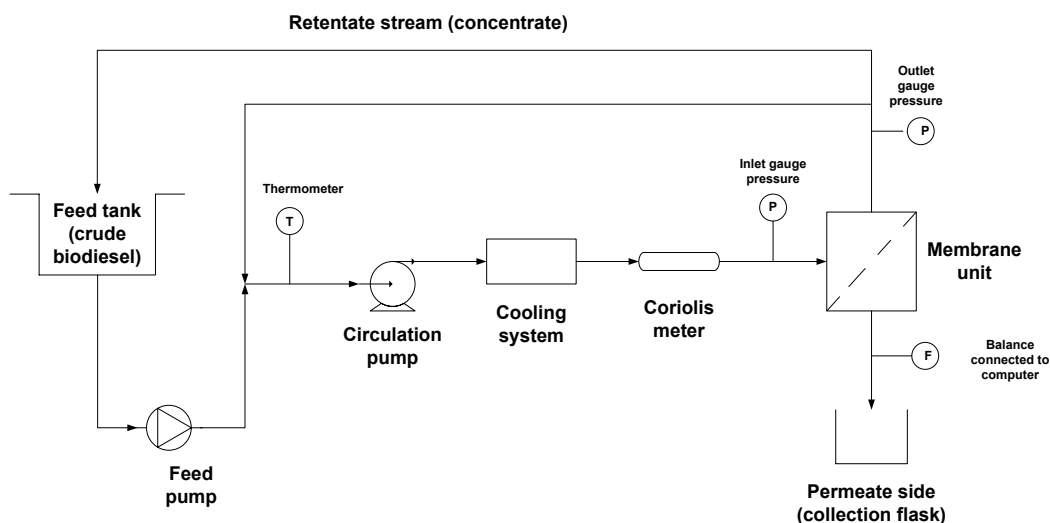 Retentate stream (concentrate)
Outlet
gauge
pressure
P
Inlet gauge
pressure
P
Thermometer
T
Feed tank
(crude
biodiesel)
Membrane
unit
Cooling
system
Coriolis
meter
Circulation
pump
F
Balance
connected to
computer
Feed
pump
Permeate side
(collection flask)